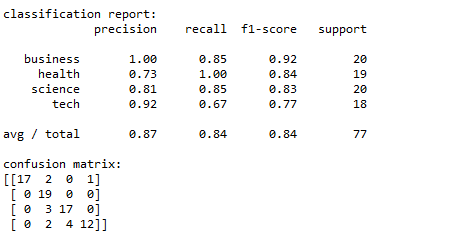 classification report:
precision recall f1-score support
business 1.00 0.85 0.92 20
health 0.73 1.00 0.84 19
science 0.81 0.85 0.83 20
tech 0.92 0.67 0.77 18
avg / total 0.87 0.84 0.84 77
confusion matrix:
[[17 2 0 1]
[ 0 19 0 0]
[ 0 3 17 0]
[ 0 2 4 12]]